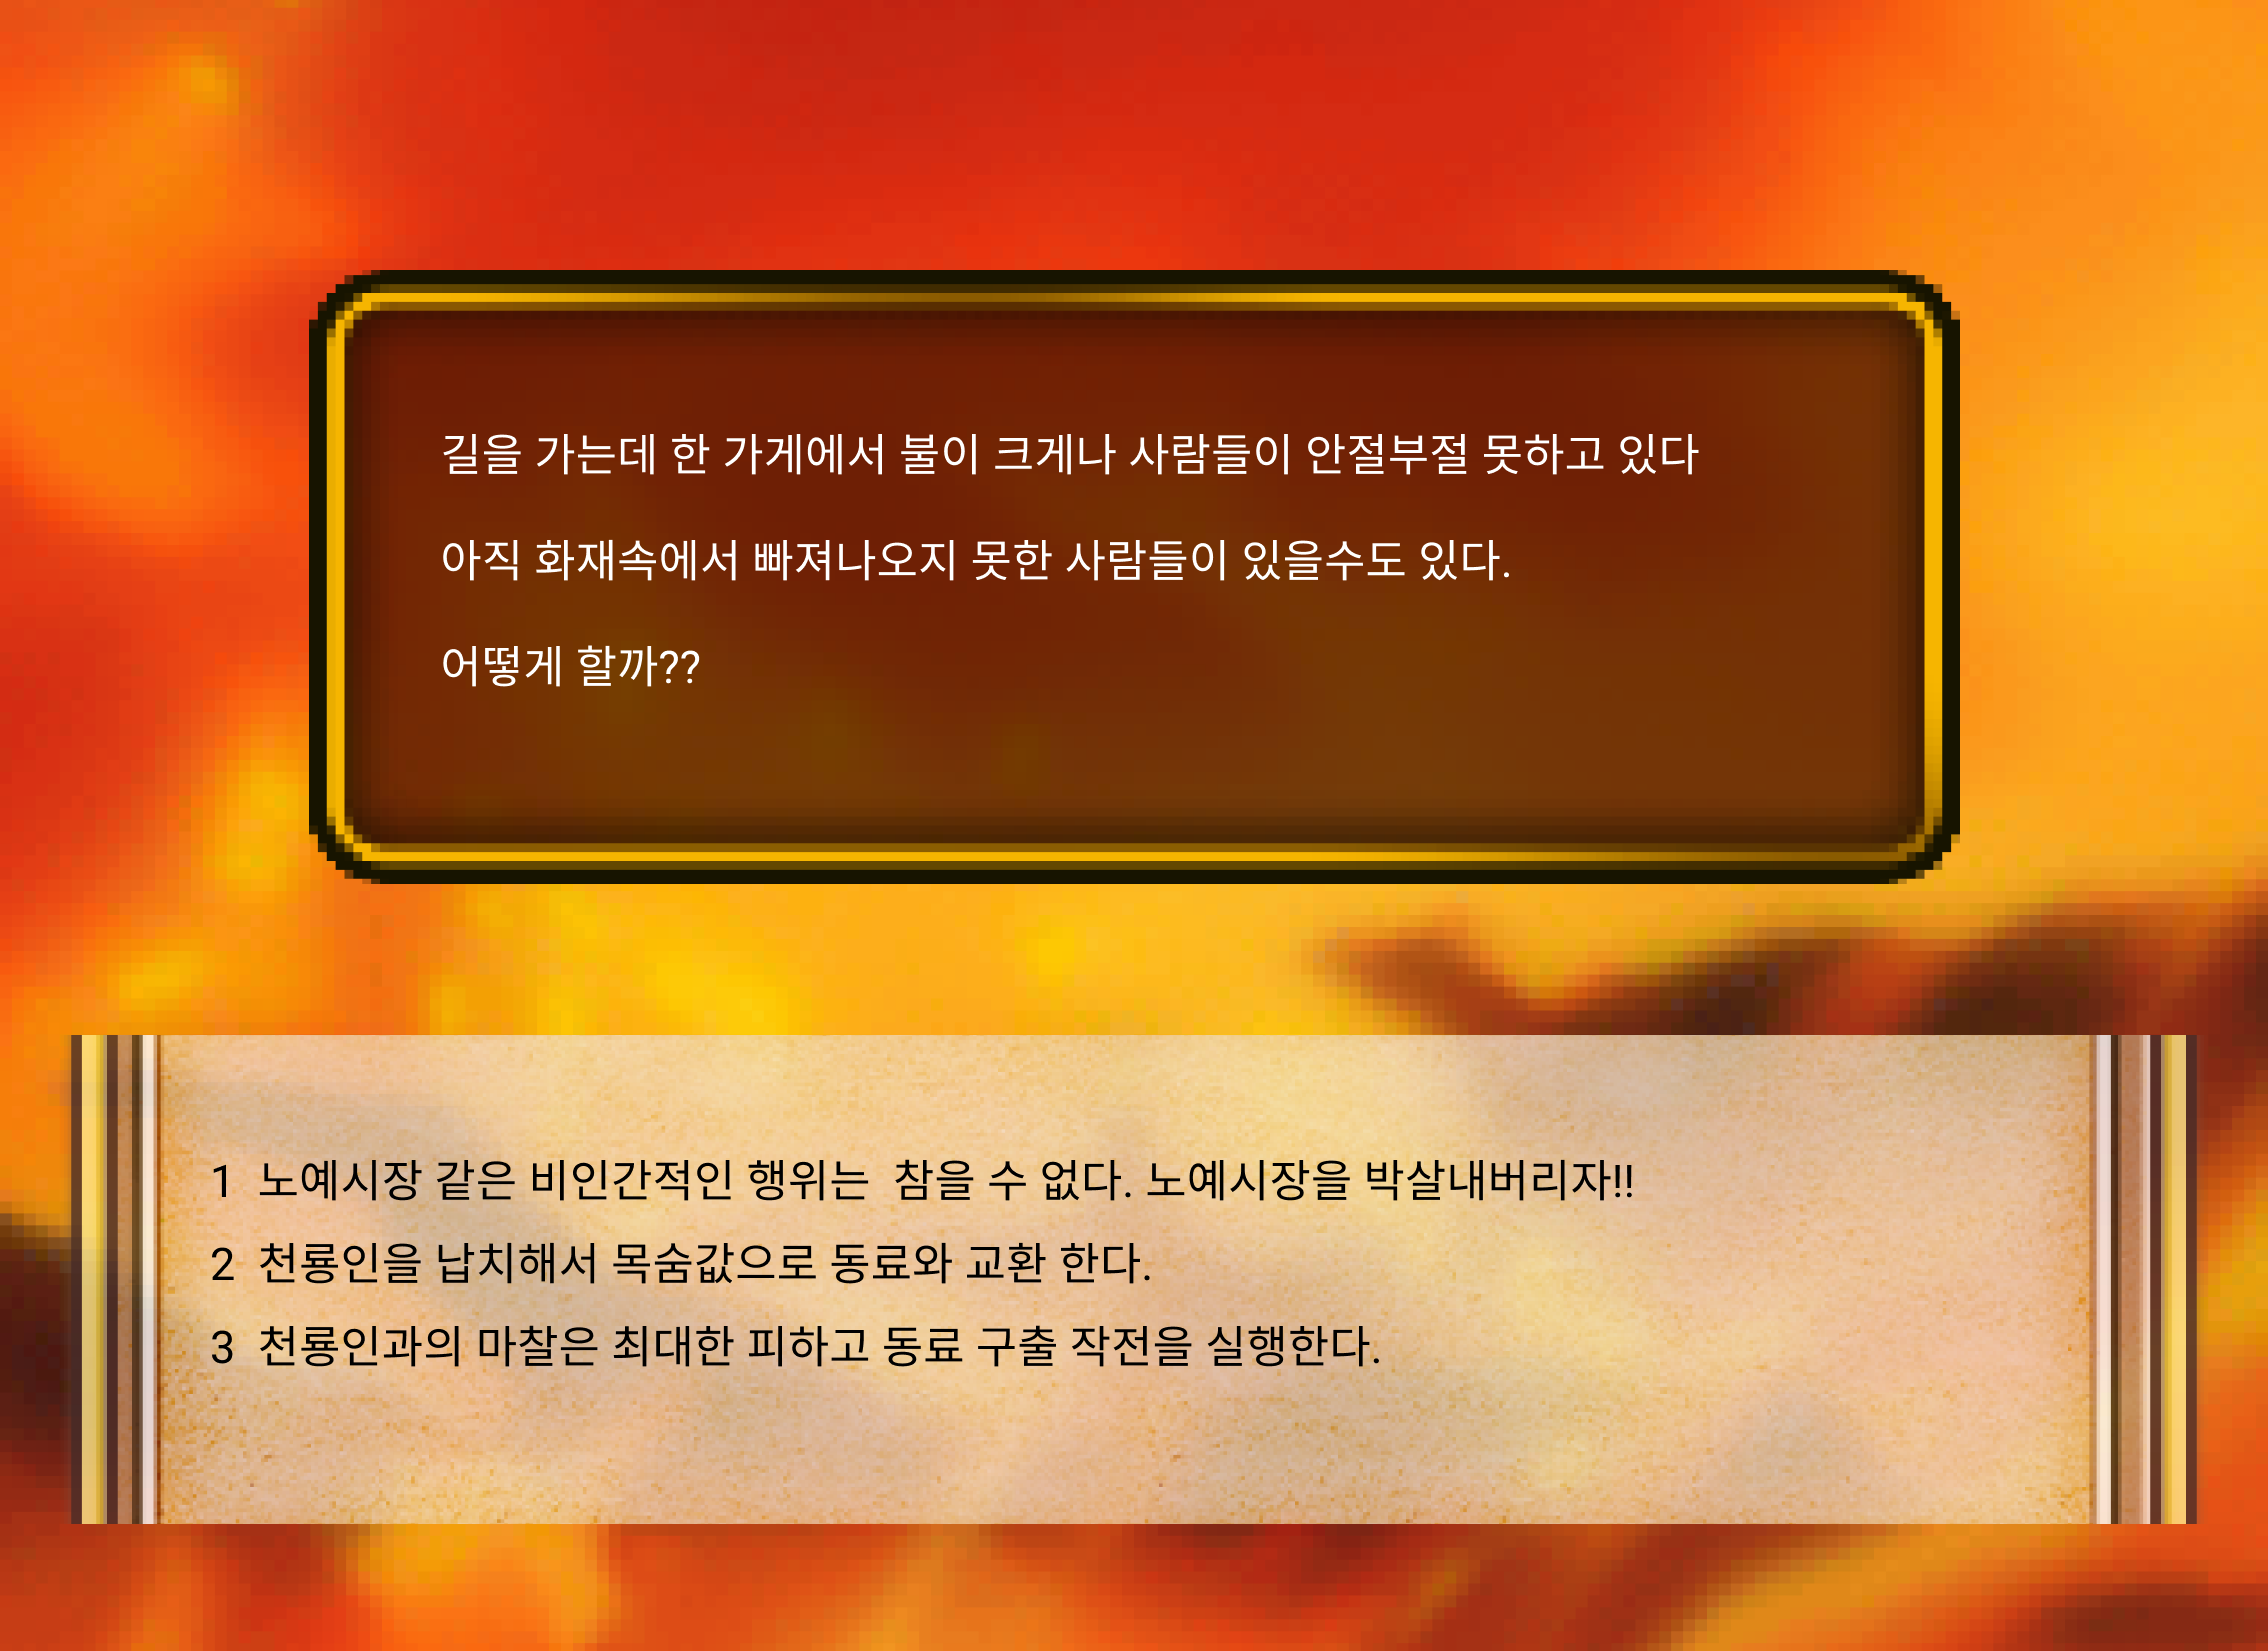 길을 가는데 한 가게에서 불이 크게나 사람들이 안절부절 못하고 있다
아직 화재속에서 빠져나오지 못한 사람들이 있을수도 있다.
어떻게 할까??
1 노예시장 같은 비인간적인 행위는 참을 수 없다. 노예시장을 박살내버리자!!
2 천룡인을 납치해서 목숨값으로 동료와 교환 한다.
3 천룡인과의 마찰은 최대한 피하고 동료 구출 작전을 실행한다.